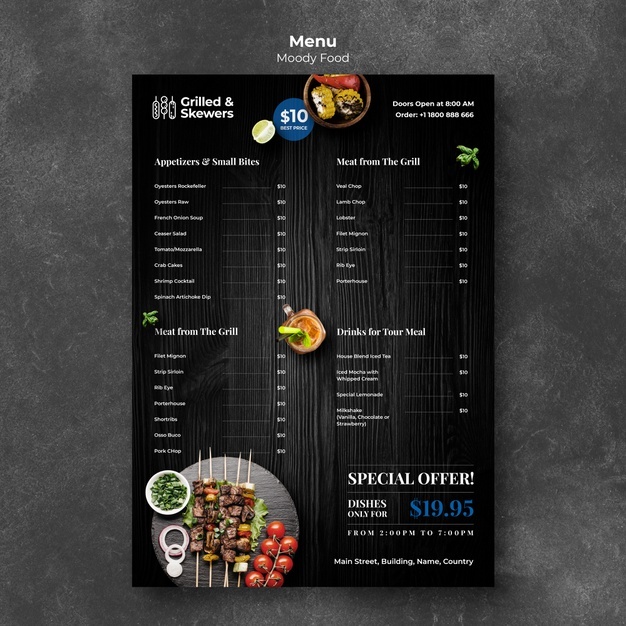 Menu
Moody Food
Grilled &
Skewers
$10
BEST PRICE
Doors Open at 8:00 AM
Order: +1 1800 888 666
Appetizers & Small Bites
Oyesters Rockefeller $10
Oyesters Raw $10
French Onion Soup $10
Ceaser Salad $10
Tomato/Mozzarella $10
Crab Cakes $10
Shrimp Cocktail $10
Spinach Artichoke Dip $10
Meat from The Grill
Veal Chop $10
Lamb Chop $10
Lobster $10
Filet Mignon $10
Strip Sirloin $10
Rib Eye $10
Porterhouse $10
Meat from The Grill
Filet Mignon $10
Strip Sirloin $10
Rib Eye $10
Porterhouse $10
Shortribs $10
Osso Buco $10
Pork CHop $10
Drinks for Tour Meal
House Blend Iced Tea $10
Iced Mocha with $10
Whipped Cream
Special Lemonade $10
Milkshake $10
(Vanilla, Chocolate or
Strawberry)
SPECIAL OFFER!
DISHES
ONLY FOR
$19.95
FROM 2:00PM TO 7:00PM
Main Street, Building, Name, Country